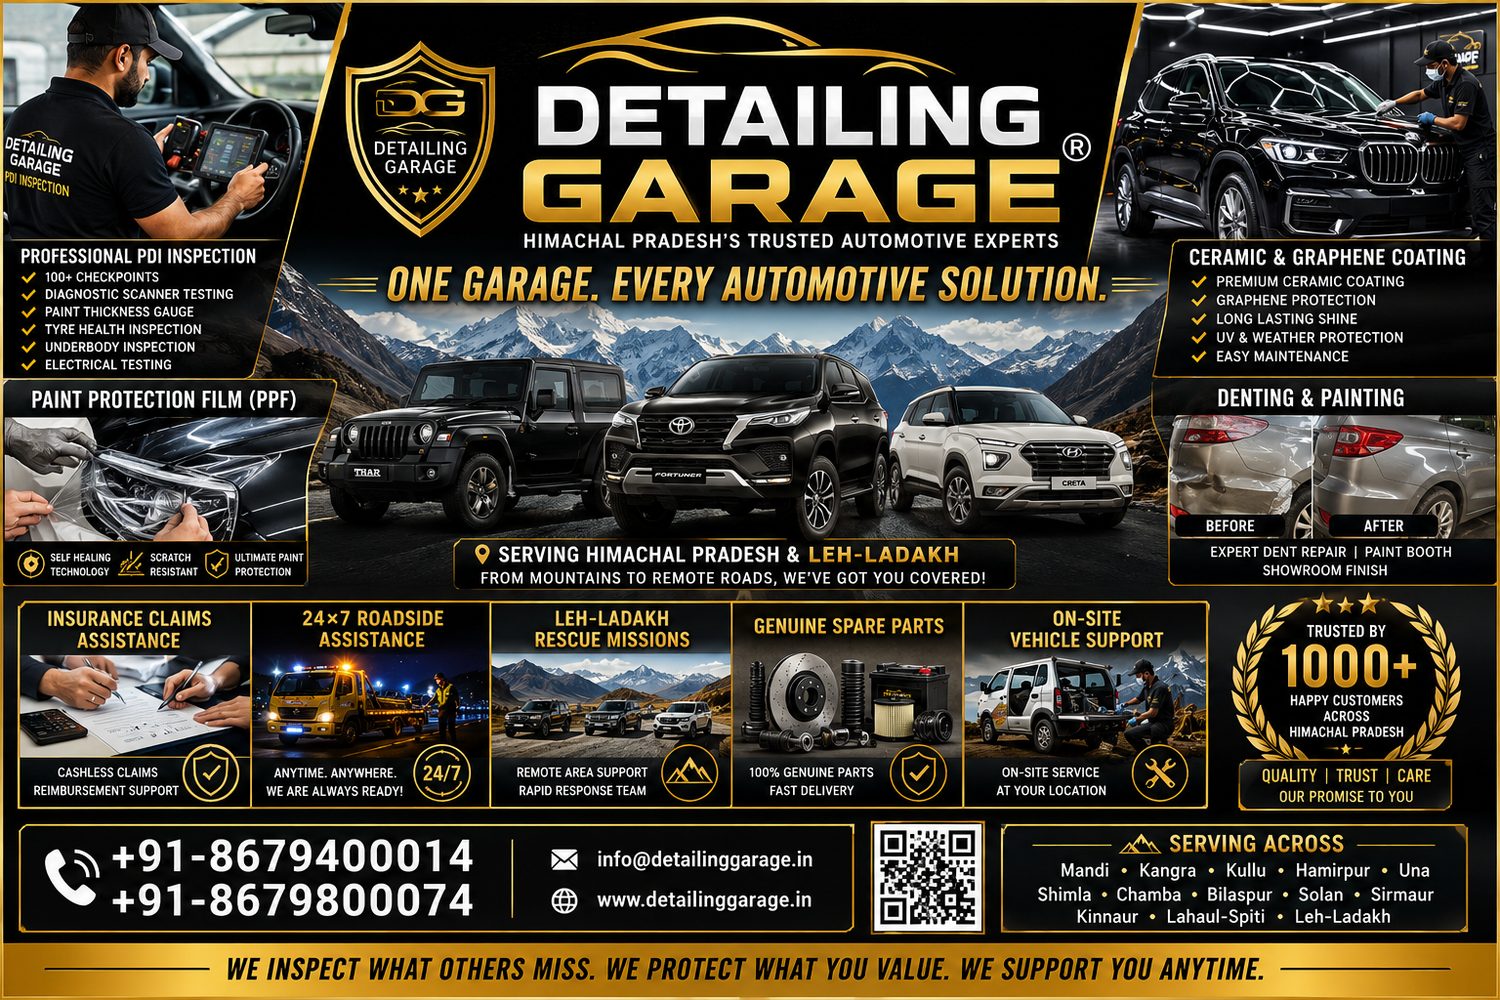 DETAILING
GARAGE
PDI INSPECTION
PROFESSIONAL PDI INSPECTION
100+ CHECKPOINTS
DIAGNOSTIC SCANNER TESTING
PAINT THICKNESS GAUGE
TYRE HEALTH INSPECTION
UNDERBODY INSPECTION
ELECTRICAL TESTING
DG
DETAILING
GARAGE
DETAILING
GARAGE ®
HIMACHAL PRADESH'S TRUSTED AUTOMOTIVE EXPERTS
ONE GARAGE. EVERY AUTOMOTIVE SOLUTION.
CERAMIC & GRAPHENE COATING
PREMIUM CERAMIC COATING
GRAPHENE PROTECTION
LONG LASTING SHINE
UV & WEATHER PROTECTION
EASY MAINTENANCE
PAINT PROTECTION FILM (PPF)
SELF HEALING
TECHNOLOGY
SCRATCH
RESISTANT
ULTIMATE PAINT
PROTECTION
THAR
FORTUNER
CRETA
SERVING HIMACHAL PRADESH & LEH-LADAKH
FROM MOUNTAINS TO REMOTE ROADS, WE'VE GOT YOU COVERED!
DENTING & PAINTING
BEFORE
AFTER
EXPERT DENT REPAIR | PAINT BOOTH
SHOWROOM FINISH
INSURANCE CLAIMS
ASSISTANCE
CASHLESS CLAIMS
REIMBURSEMENT SUPPORT
24×7 ROADSIDE
ASSISTANCE
ANYTIME. ANYWHERE.
WE ARE ALWAYS READY!
24/7
LEH-LADAKH
RESCUE MISSIONS
REMOTE AREA SUPPORT
RAPID RESPONSE TEAM
GENUINE SPARE PARTS
100% GENUINE PARTS
FAST DELIVERY
ON-SITE
VEHICLE SUPPORT
ON-SITE SERVICE
AT YOUR LOCATION
TRUSTED BY
1000+
HAPPY CUSTOMERS
ACROSS
HIMACHAL PRADESH
QUALITY | TRUST | CARE
OUR PROMISE TO YOU
+91-8679400014
+91-8679800074
info@detailinggarage.in
www.detailinggarage.in
SERVING ACROSS
Mandi • Kangra • Kullu • Hamirpur • Una
Shimla • Chamba • Bilaspur • Solan • Sirmaur
Kinnaur • Lahaul-Spiti • Leh-Ladakh
WE INSPECT WHAT OTHERS MISS. WE PROTECT WHAT YOU VALUE. WE SUPPORT YOU ANYTIME.